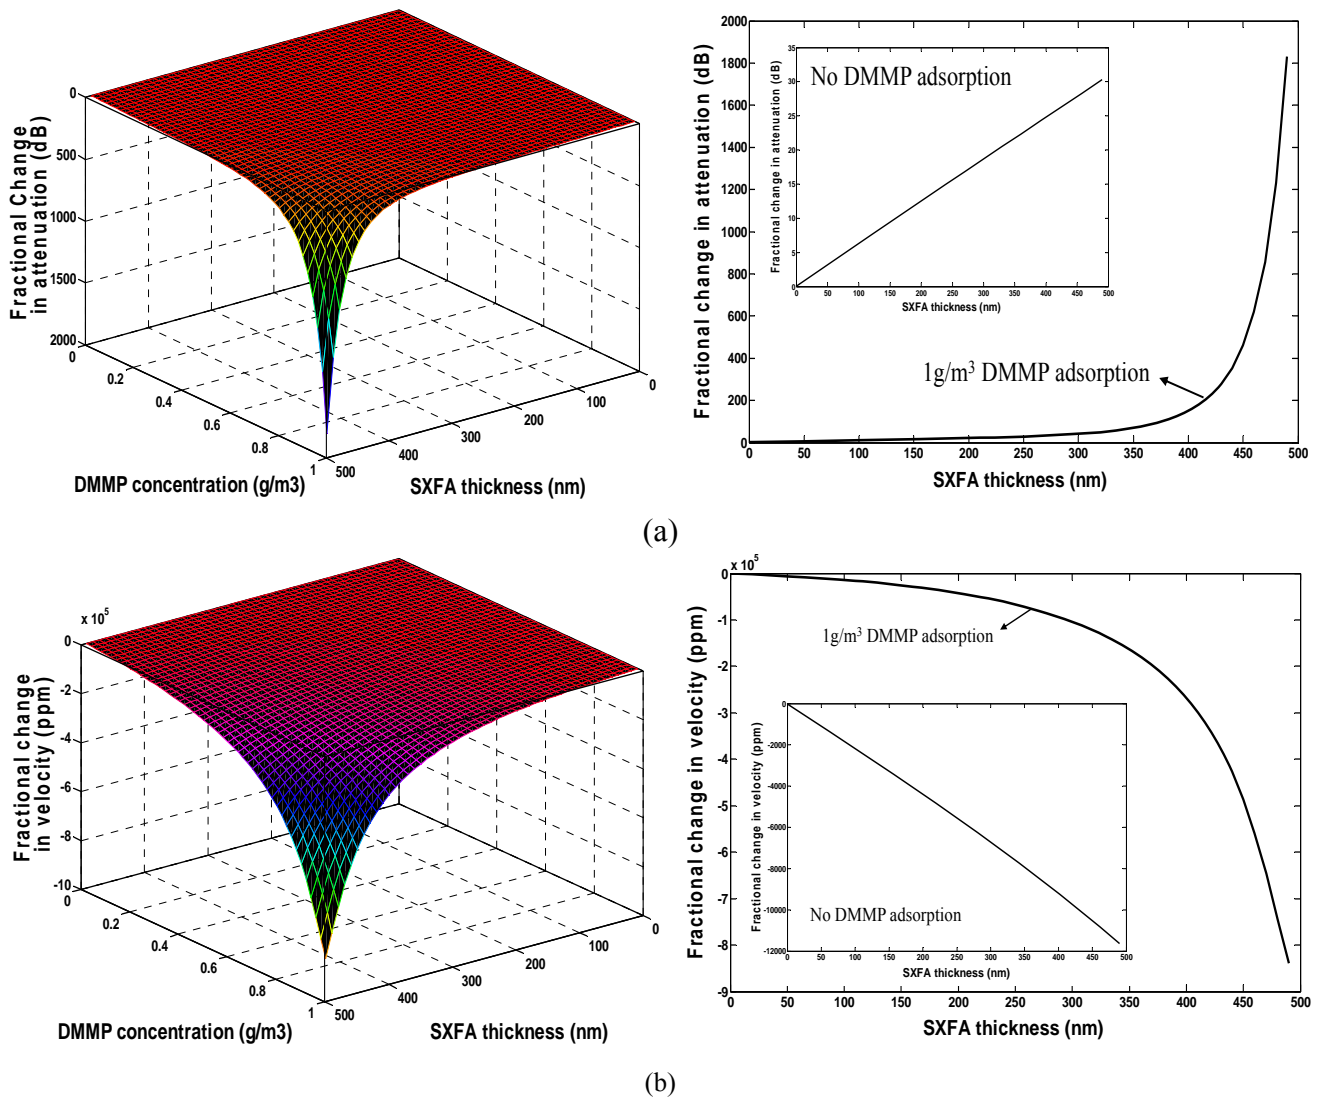 Fractional Change
in attenuation (dB)
0
500
1000
1500
2000
0
0.2
0.4
0.6
0.8
1
500
400
300
200
100
0
DMMP concentration (g/m3)
SXFA thickness (nm)
Fractional change in attenuation (dB)
2000
1800
1600
1400
1200
1000
800
600
400
200
0
0 50 100 150 200 250 300 350 400 450 500
SXFA thickness (nm)
1g/m³ DMMP adsorption
No DMMP adsorption
Fractional change in attenuation (dB)
35
30
25
20
15
10
5
0
0 50 100 150 200 250 300 350 400 450 500
SXFA thickness (nm)
(a)
x 10⁵
Fractional change
in velocity (ppm)
0
-2
-4
-6
-8
-10
0
0.2
0.4
0.6
0.8
1
500
400
300
200
100
0
DMMP concentration (g/m3)
SXFA thickness (nm)
x 10⁵
Fractional change in velocity (ppm)
0
-1
-2
-3
-4
-5
-6
-7
-8
-9
0 50 100 150 200 250 300 350 400 450 500
SXFA thickness (nm)
1g/m³ DMMP adsorption
Fractional change in velocity (ppm)
0
-2000
-4000
-6000
-8000
-10000
-12000
No DMMP adsorption
0 50 100 150 200 250 300 350 400 450 500
SXFA thickness (nm)
(b)